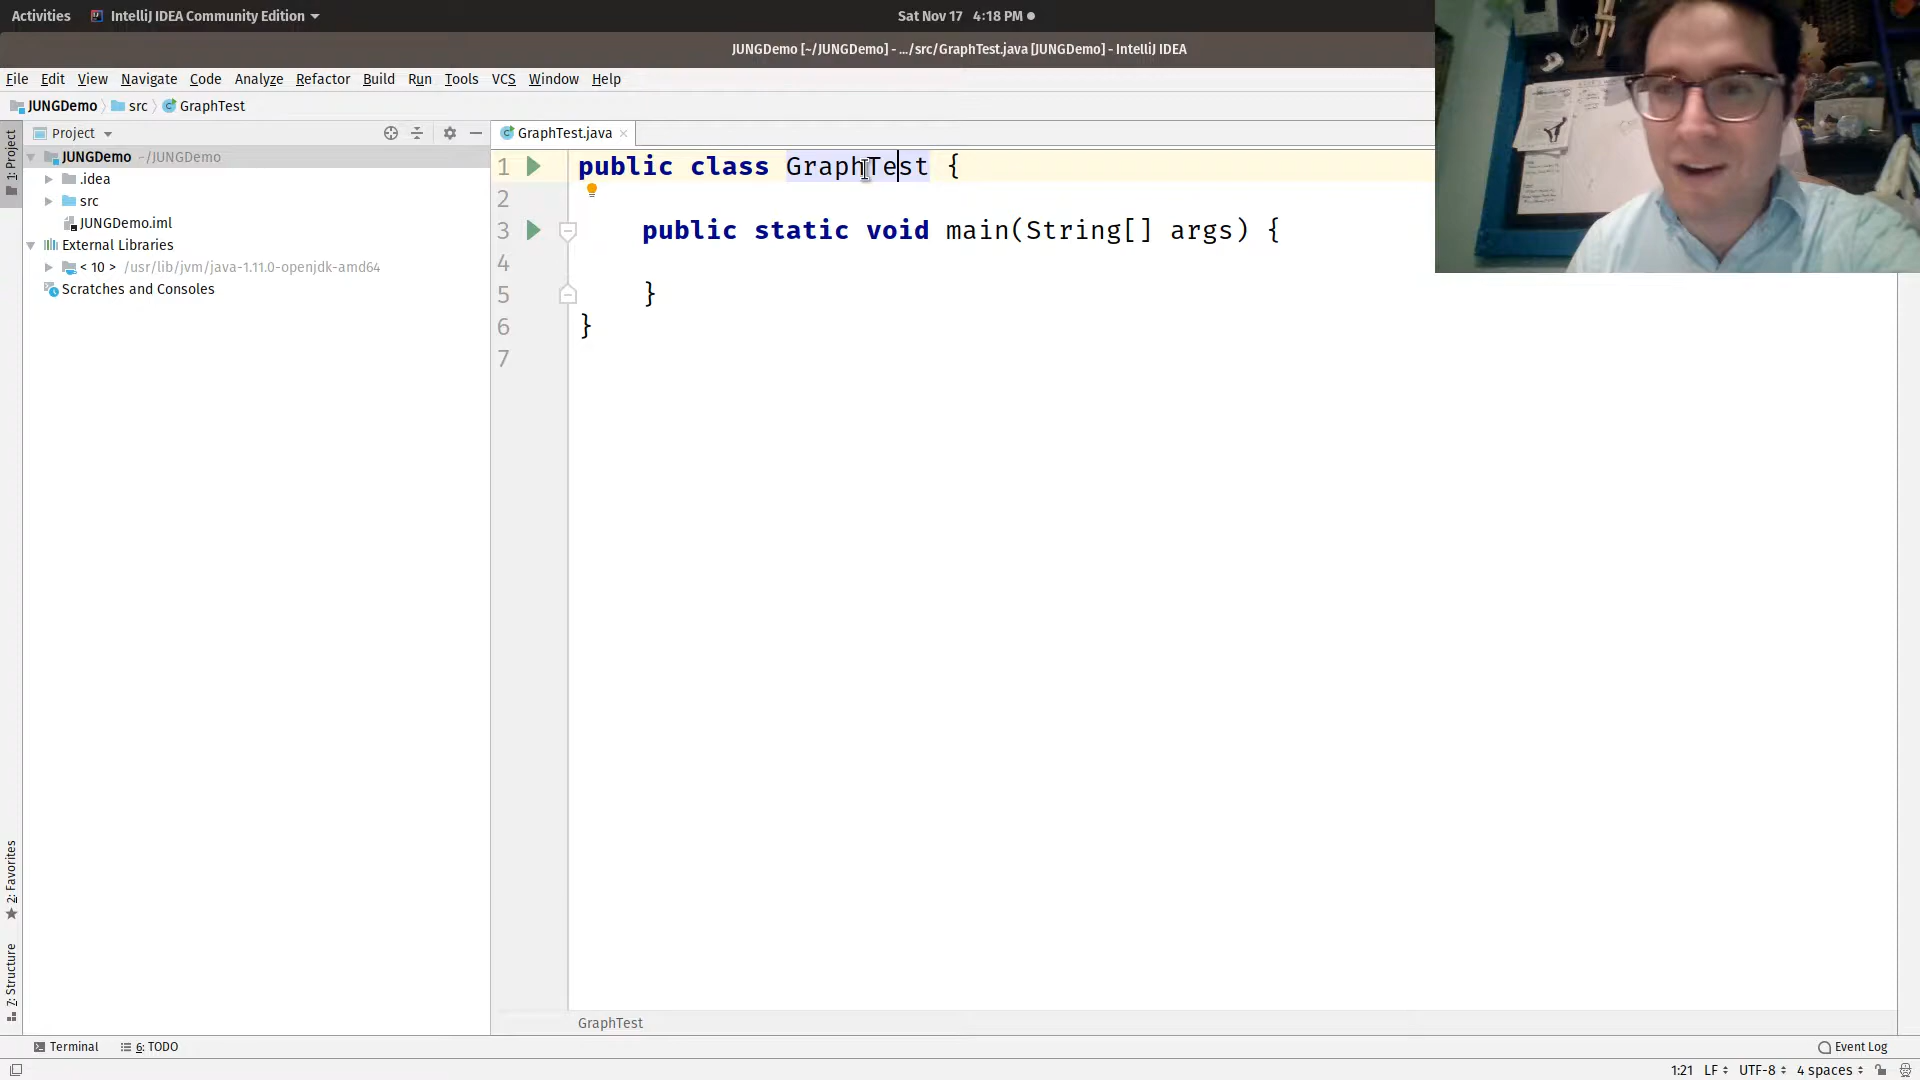 Activities IntelliJ IDEA Community Edition Sat Nov 17 4:18 PM
JUNGDemo [~/JUNGDemo] - .../src/GraphTest.java [JUNGDemo] - IntelliJ IDEA
File Edit View Navigate Code Analyze Refactor Build Run Tools VCS Window Help
JUNGDemo src GraphTest
1: Project
Project
JUNGDemo ~/JUNGDemo
.idea
src
JUNGDemo.iml
External Libraries
< 10 > /usr/lib/jvm/java-1.11.0-openjdk-amd64
Scratches and Consoles
GraphTest.java
1 public class GraphTest {
2
3 public static void main(String[] args) {
4
5 }
6 }
7
2: Favorites
7: Structure
GraphTest
Terminal 6: TODO Event Log
1:21 LF UTF-8 4 spaces